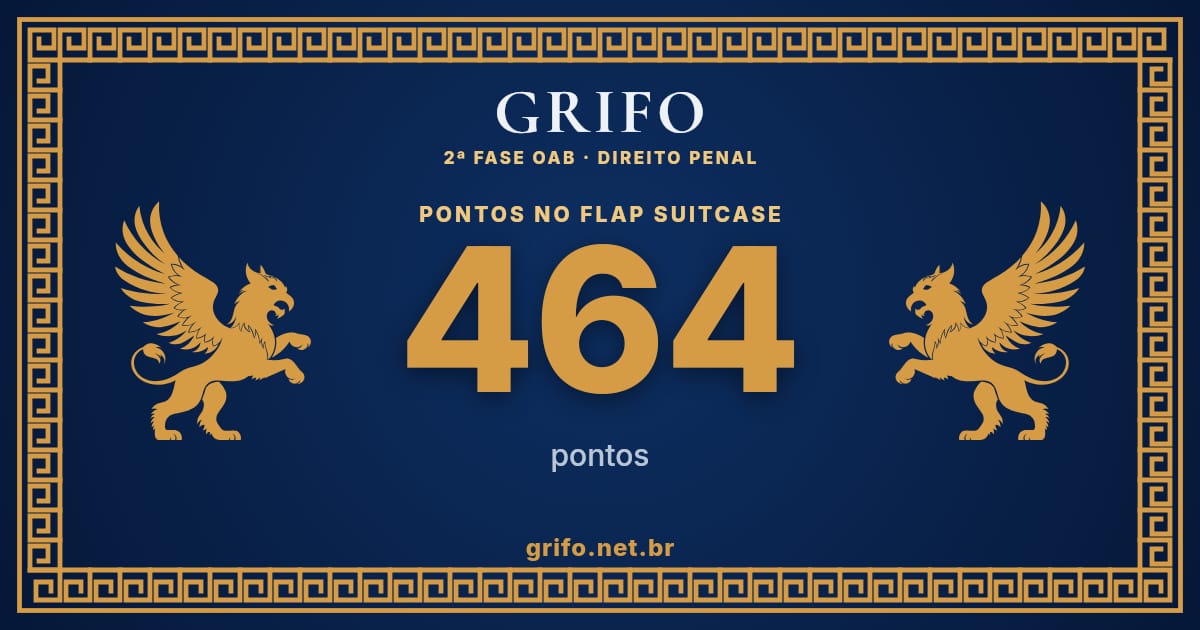 GRIFO
2ª FASE OAB · DIREITO PENAL
PONTOS NO FLAP SUITCASE
464
pontos
grifo.net.br